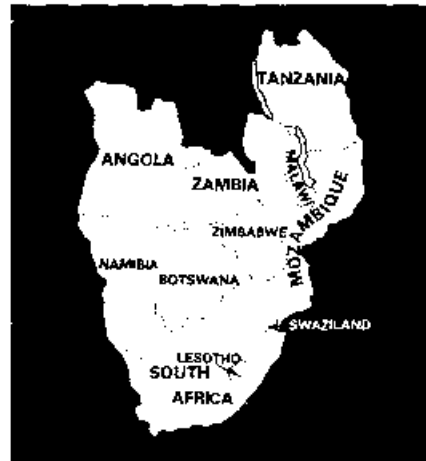 TANZANIA
ANGOLA
MALAWI
ZAMBIA
MOZAMBIQUE
ZIMBABWE
NAMIBIA
BOTSWANA
SWAZILAND
LESOTHO
SOUTH
AFRICA